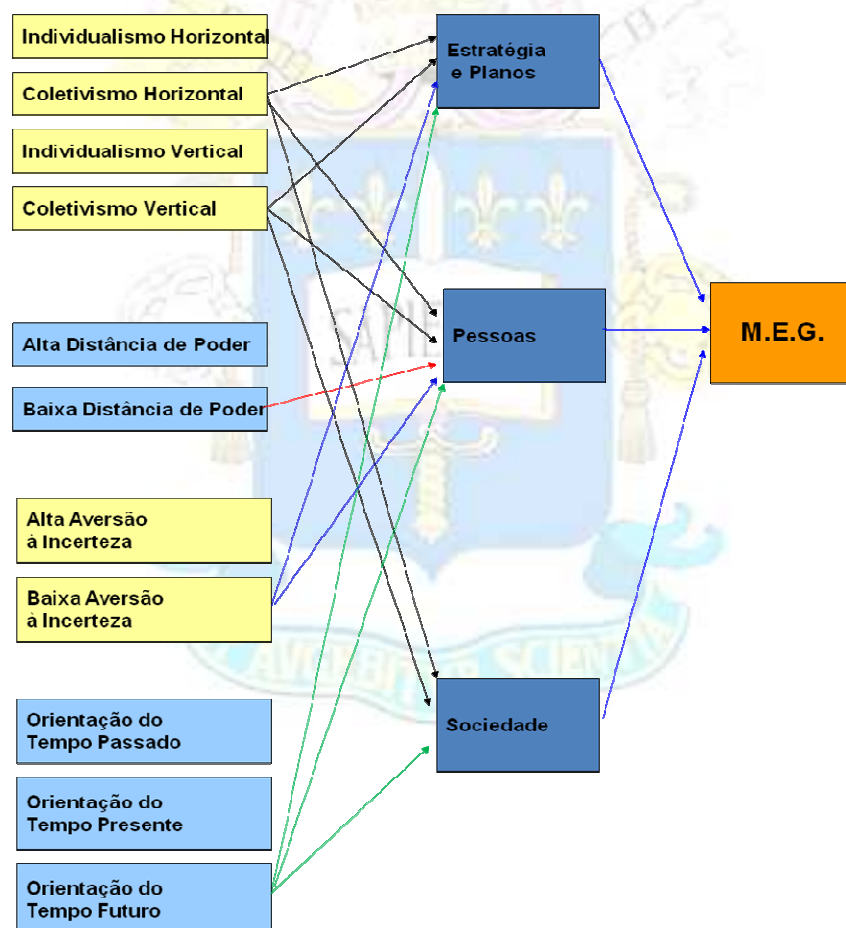 Individualismo Horizontal
Coletivismo Horizontal
Individualismo Vertical
Coletivismo Vertical
Alta Distância de Poder
Baixa Distância de Poder
Alta Aversão
à Incerteza
Baixa Aversão
à Incerteza
Orientação do
Tempo Passado
Orientação do
Tempo Presente
Orientação do
Tempo Futuro
Estratégia
e Planos
Pessoas
Sociedade
M.E.G.